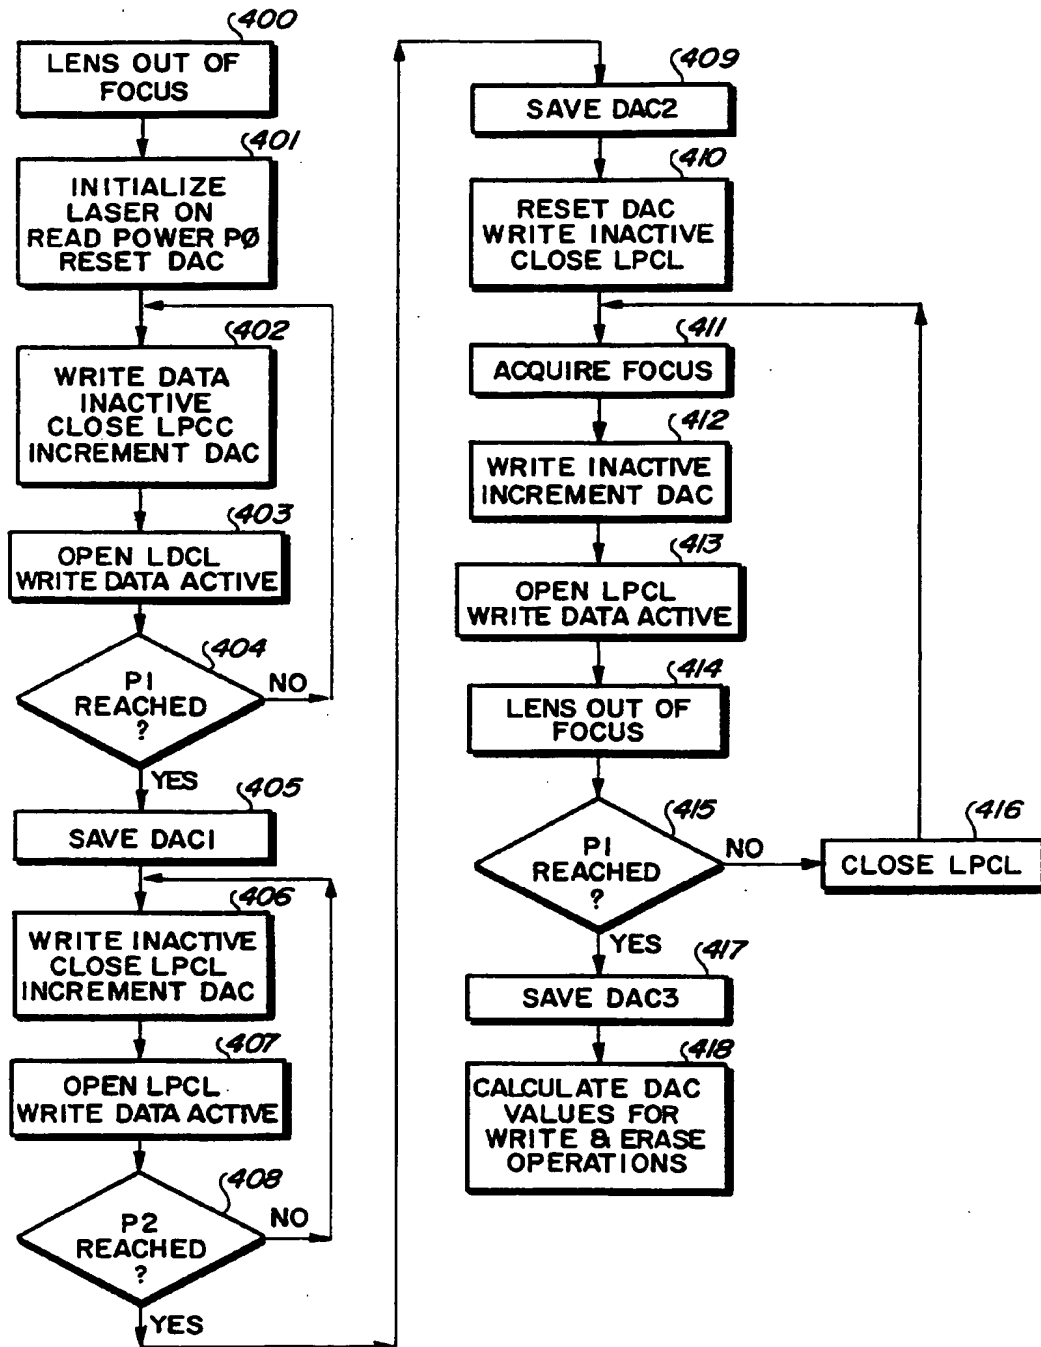 400
LENS OUT OF
FOCUS
401
INITIALIZE
LASER ON
READ POWER PØ
RESET DAC
402
WRITE DATA
INACTIVE
CLOSE LPCC
INCREMENT DAC
403
OPEN LDCL
WRITE DATA ACTIVE
404
P1
REACHED
?
NO
YES
405
SAVE DAC1
406
WRITE INACTIVE
CLOSE LPCL
INCREMENT DAC
407
OPEN LPCL
WRITE DATA ACTIVE
408
P2
REACHED
?
NO
YES
409
SAVE DAC2
410
RESET DAC
WRITE INACTIVE
CLOSE LPCL
411
ACQUIRE FOCUS
412
WRITE INACTIVE
INCREMENT DAC
413
OPEN LPCL
WRITE DATA ACTIVE
414
LENS OUT OF
FOCUS
415
P1
REACHED
?
NO
416
CLOSE LPCL
YES
417
SAVE DAC3
418
CALCULATE DAC
VALUES FOR
WRITE & ERASE
OPERATIONS